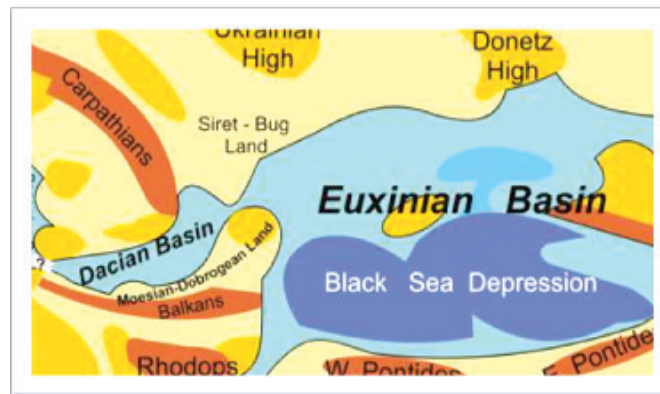 Ukrainian
High
Donetz
High
Carpathians
Siret - Bug
Land
Euxinian Basin
Dacian Basin
Moesian-Dobrogean Land
Black Sea Depression
Balkans
?
Rhodops
W. Pontides
E. Pontide